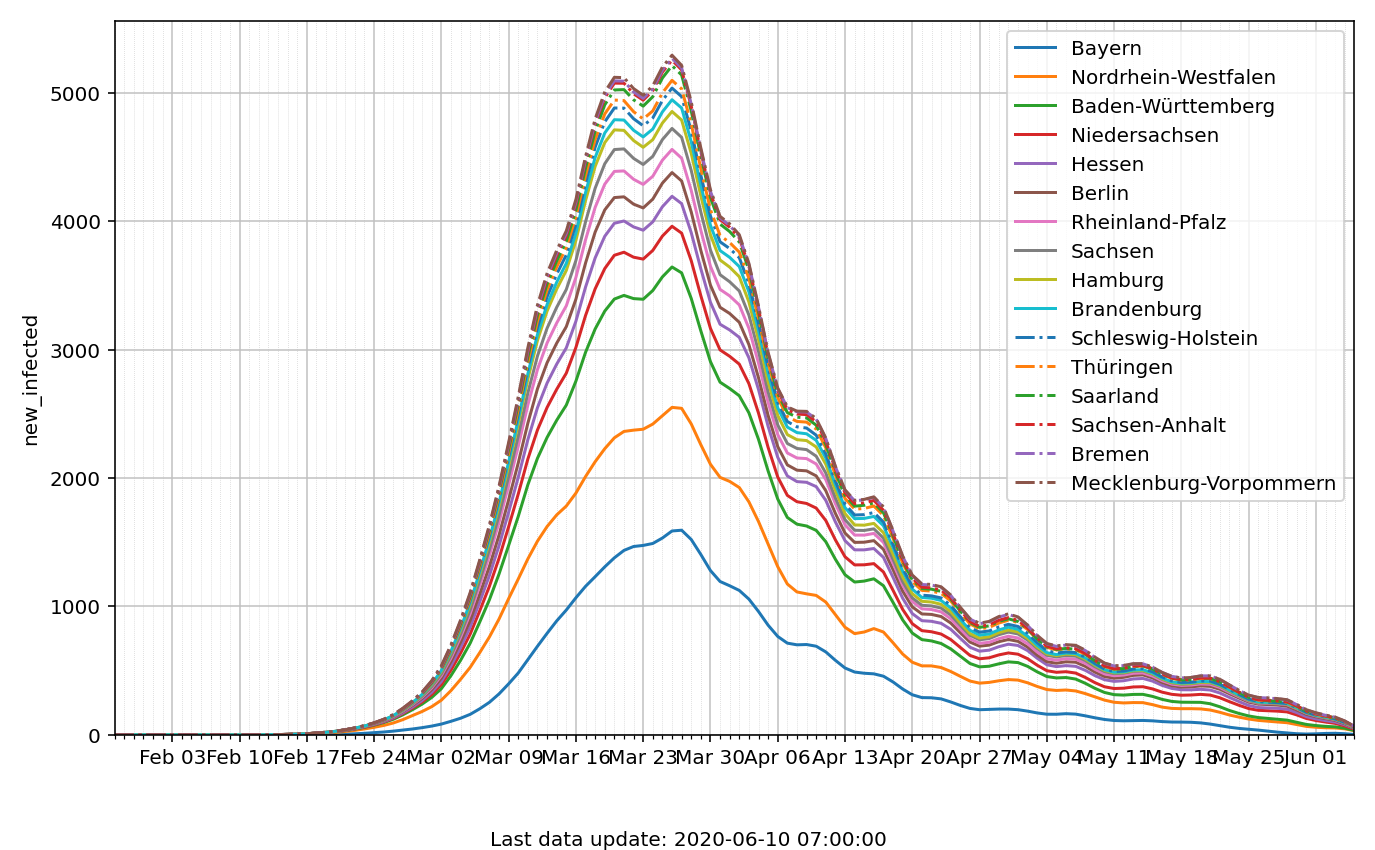 5000
4000
3000
2000
1000
0
new_infected
Bayern
Nordrhein-Westfalen
Baden-Württemberg
Niedersachsen
Hessen
Berlin
Rheinland-Pfalz
Sachsen
Hamburg
Brandenburg
Schleswig-Holstein
Thüringen
Saarland
Sachsen-Anhalt
Bremen
Mecklenburg-Vorpommern
Feb 03 Feb 10 Feb 17 Feb 24 Mar 02 Mar 09 Mar 16 Mar 23 Mar 30 Apr 06 Apr 13 Apr 20 Apr 27 May 04 May 11 May 18 May 25 Jun 01
Last data update: 2020-06-10 07:00:00